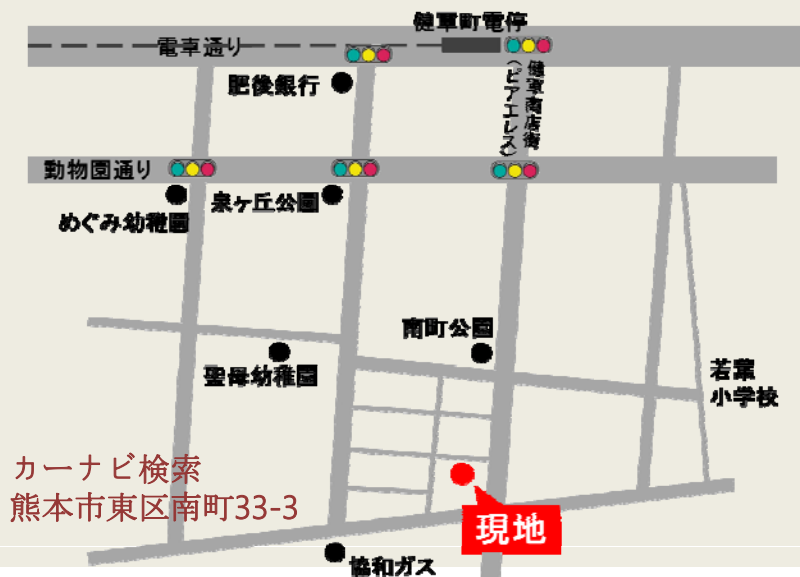 健軍町電停
電車通り
肥後銀行
健軍商店街
(ピアエレス)
動物園通り
めぐみ幼稚園
泉ヶ丘公園
南町公園
聖母幼稚園
若葉
小学校
カーナビ検索
熊本市東区南町33-3
現地
協和ガス